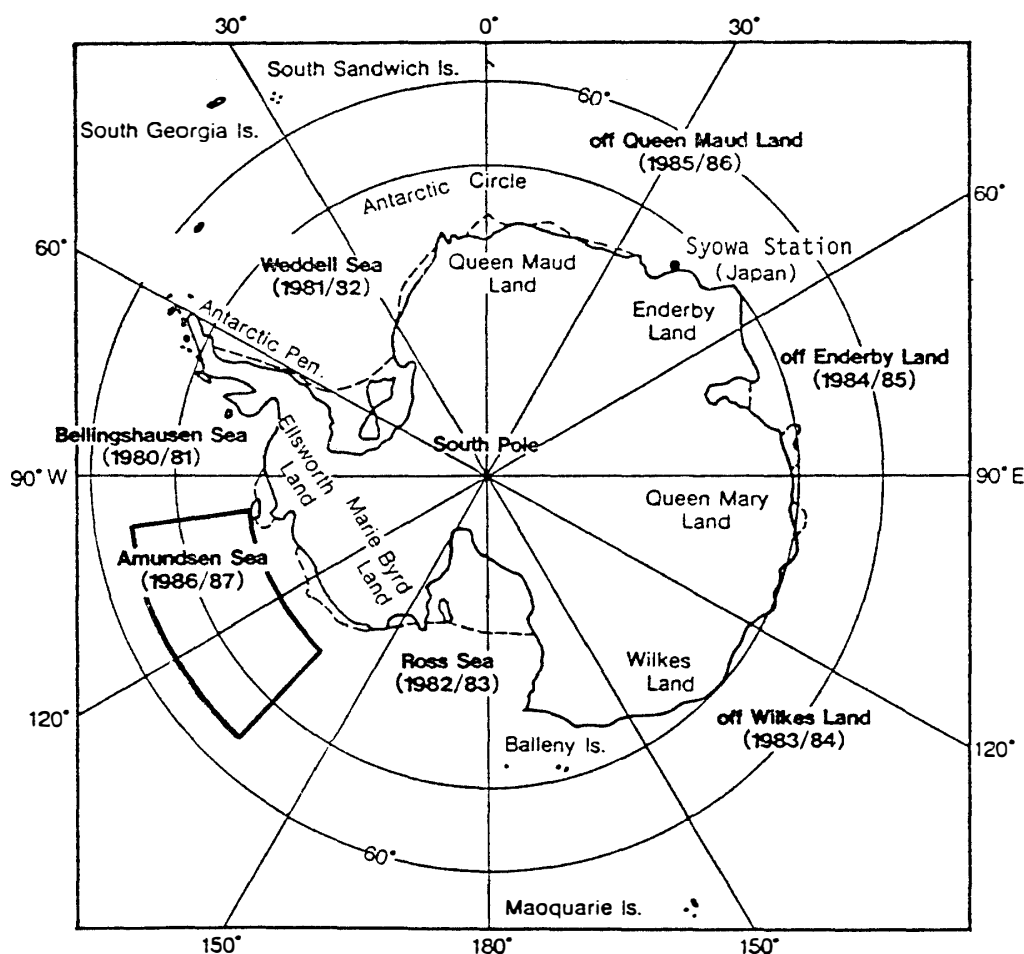 30°
0°
30°
South Sandwich Is.
60°
South Georgia Is.
off Queen Maud Land
(1985/86)
Antarctic Circle
60°
60°
Weddell Sea
(1981/82)
Queen Maud
Land
Syowa Station
(Japan)
Antarctic Pen.
Enderby
Land
off Enderby Land
(1984/85)
Bellingshausen Sea
(1980/81)
Ellsworth
Land
South Pole
90° W
90° E
Queen Mary
Land
Marie Byrd
Land
Amundsen Sea
(1986/87)
Ross Sea
(1982/83)
Wilkes
Land
120°
off Wilkes Land
(1983/84)
120°
Balleny Is.
60°
Maoquarie Is.
150°
180°
150°